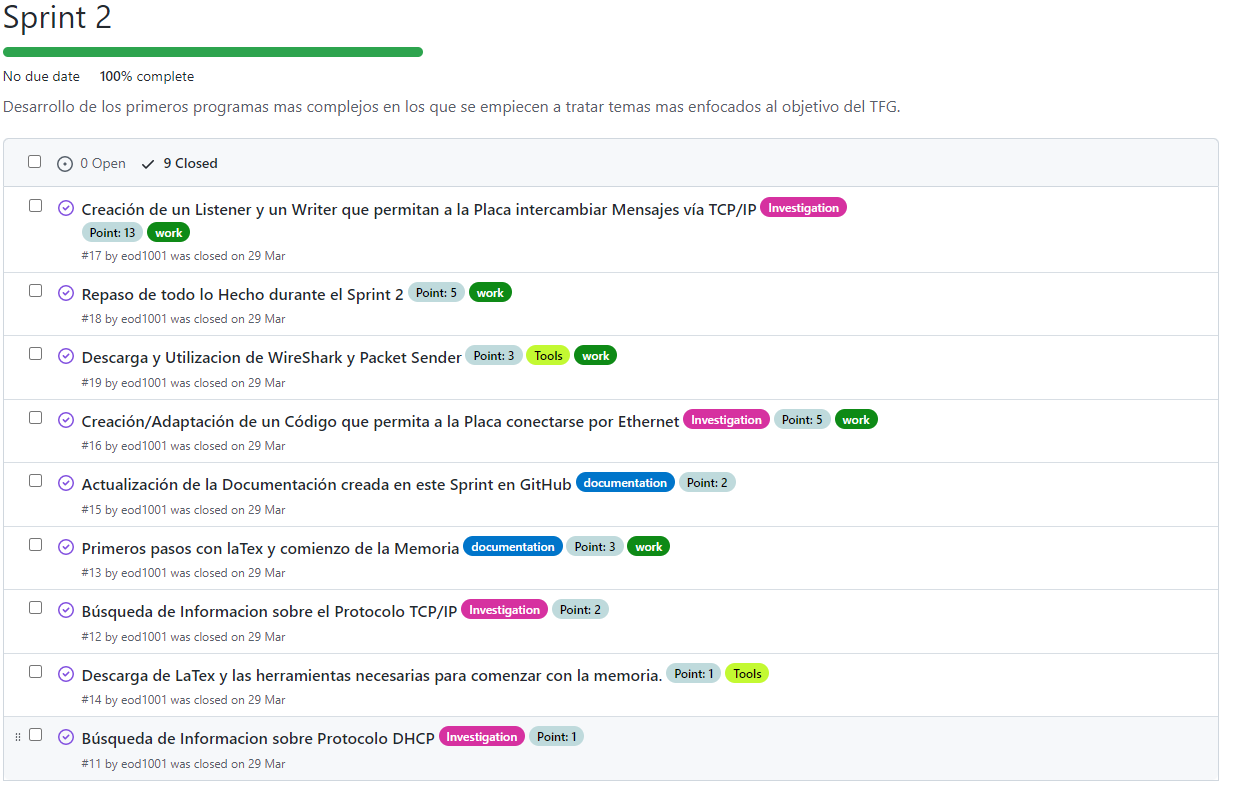 Sprint 2
No due date 100% complete
Desarrollo de los primeros programas mas complejos en los que se empiecen a tratar temas mas enfocados al objetivo del TFG.
0 Open 9 Closed
Creación de un Listener y un Writer que permitan a la Placa intercambiar Mensajes vía TCP/IP Investigation
Point: 13 work
#17 by eod1001 was closed on 29 Mar
Repaso de todo lo Hecho durante el Sprint 2 Point: 5 work
#18 by eod1001 was closed on 29 Mar
Descarga y Utilizacion de WireShark y Packet Sender Point: 3 Tools work
#19 by eod1001 was closed on 29 Mar
Creación/Adaptación de un Código que permita a la Placa conectarse por Ethernet Investigation Point: 5 work
#16 by eod1001 was closed on 29 Mar
Actualización de la Documentación creada en este Sprint en GitHub documentation Point: 2
#15 by eod1001 was closed on 29 Mar
Primeros pasos con laTex y comienzo de la Memoria documentation Point: 3 work
#13 by eod1001 was closed on 29 Mar
Búsqueda de Informacion sobre el Protocolo TCP/IP Investigation Point: 2
#12 by eod1001 was closed on 29 Mar
Descarga de LaTex y las herramientas necesarias para comenzar con la memoria. Point: 1 Tools
#14 by eod1001 was closed on 29 Mar
Búsqueda de Informacion sobre Protocolo DHCP Investigation Point: 1
#11 by eod1001 was closed on 29 Mar